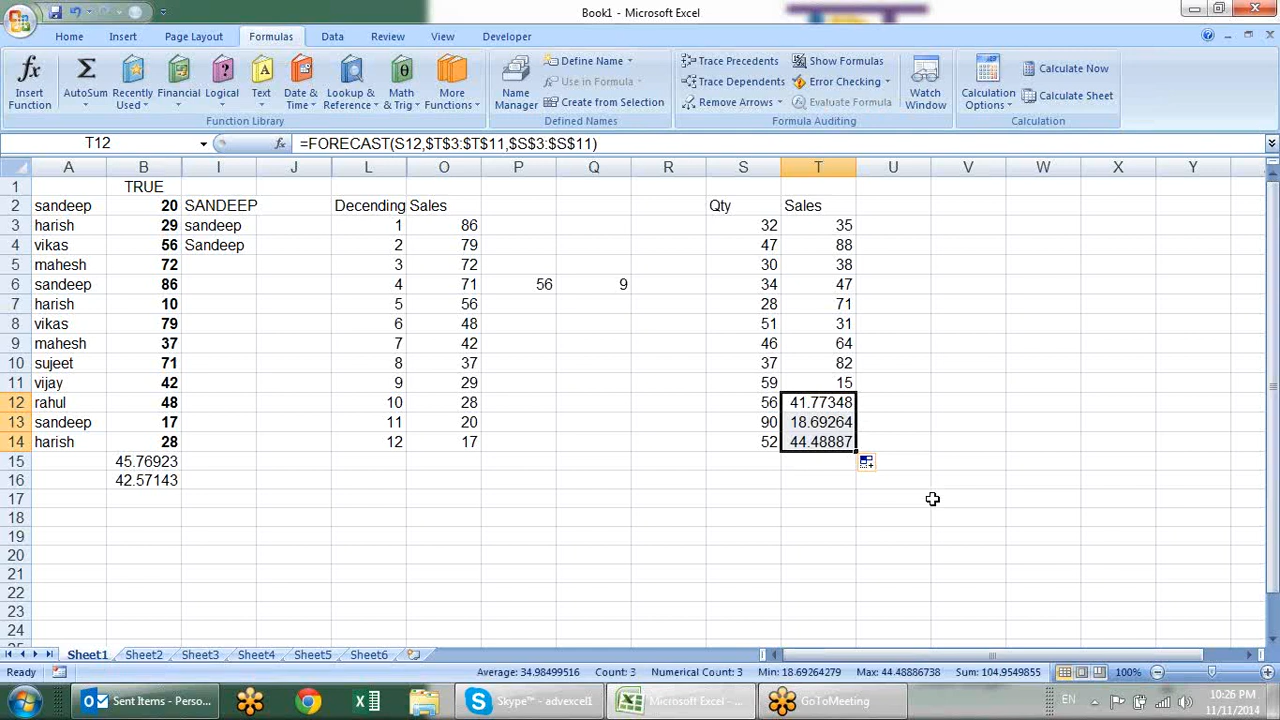 Book1 - Microsoft Excel
Home Insert Page Layout Formulas Data Review View Developer
Insert Function
AutoSum
Recently Used
Financial
Logical
Text
Date & Time
Lookup & Reference
Math & Trig
More Functions
Function Library
Name Manager
Define Name
Use in Formula
Create from Selection
Defined Names
Trace Precedents
Trace Dependents
Remove Arrows
Show Formulas
Error Checking
Evaluate Formula
Formula Auditing
Watch Window
Calculation Options
Calculate Now
Calculate Sheet
Calculation
T12 fx =FORECAST(S12,$T$3:$T$11,$S$3:$S$11)
A B I J L O P Q R S T U V W X Y
1 TRUE
2 sandeep 20 SANDEEP Decending Sales Qty Sales
3 harish 29 sandeep 1 86 32 35
4 vikas 56 Sandeep 2 79 47 88
5 mahesh 72 3 72 30 38
6 sandeep 86 4 71 56 9 34 47
7 harish 10 5 56 28 71
8 vikas 79 6 48 51 31
9 mahesh 37 7 42 46 64
10 sujeet 71 8 37 37 82
11 vijay 42 9 29 59 15
12 rahul 48 10 28 56 41.77348
13 sandeep 17 11 20 90 18.69264
14 harish 28 12 17 52 44.48887
15 45.76923
16 42.57143
17
18
19
20
21
22
23
24
Sheet1 Sheet2 Sheet3 Sheet4 Sheet5 Sheet6
Ready Average: 34.98499516 Count: 3 Numerical Count: 3 Min: 18.69264279 Max: 44.48886738 Sum: 104.9549855 100%
Sent Items - Perso... Skype™ - advexcel1 Microsoft Excel - ... GoToMeeting EN 10:26 PM
11/11/2014